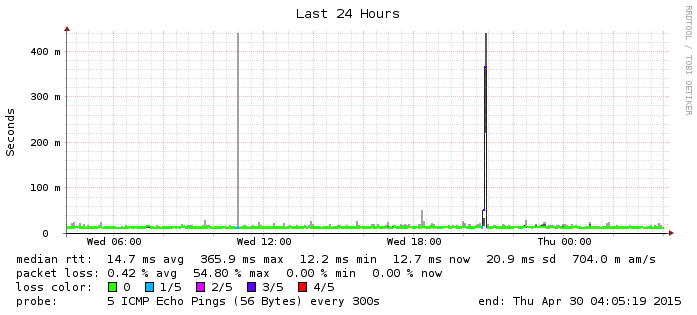 Last 24 Hours
RRDTOOL / TOBI OETIKER
Seconds
400 m
300 m
200 m
100 m
0
Wed 06:00 Wed 12:00 Wed 18:00 Thu 00:00
median rtt: 14.7 ms avg 365.9 ms max 12.2 ms min 12.7 ms now 20.9 ms sd 704.0 m am/s
packet loss: 0.42 % avg 54.80 % max 0.00 % min 0.00 % now
loss color: 0 1/5 2/5 3/5 4/5
probe: 5 ICMP Echo Pings (56 Bytes) every 300s end: Thu Apr 30 04:05:19 2015